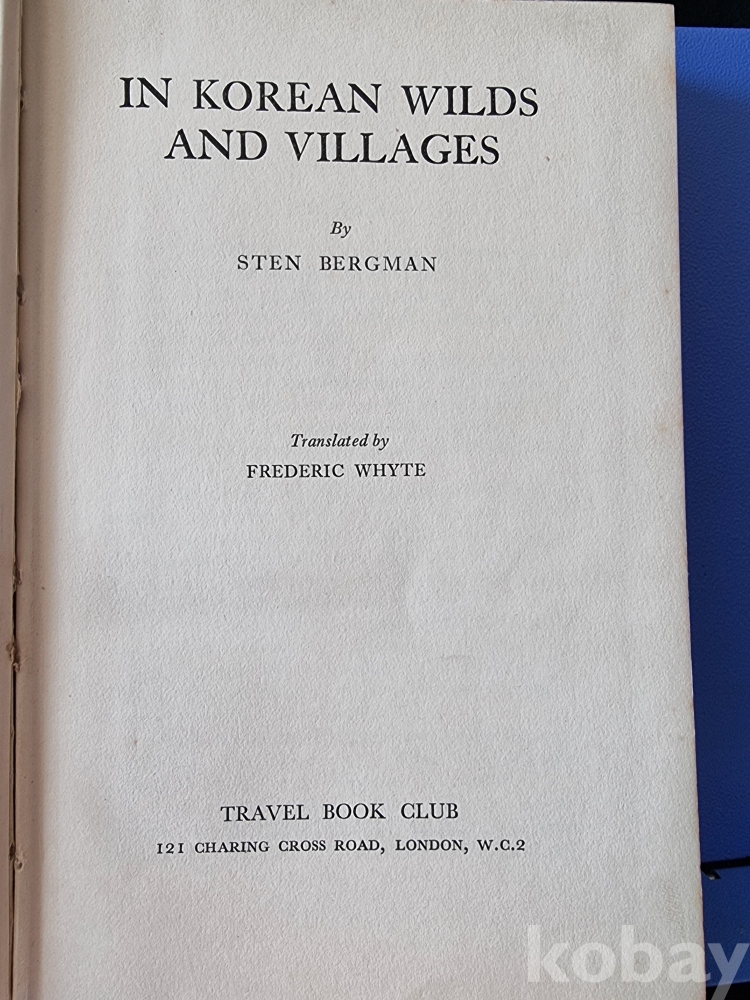 IN KOREAN WILDS
AND VILLAGES
By
STEN BERGMAN
Translated by
FREDERIC WHYTE
TRAVEL BOOK CLUB
121 CHARING CROSS ROAD, LONDON, W.C.2
kobay